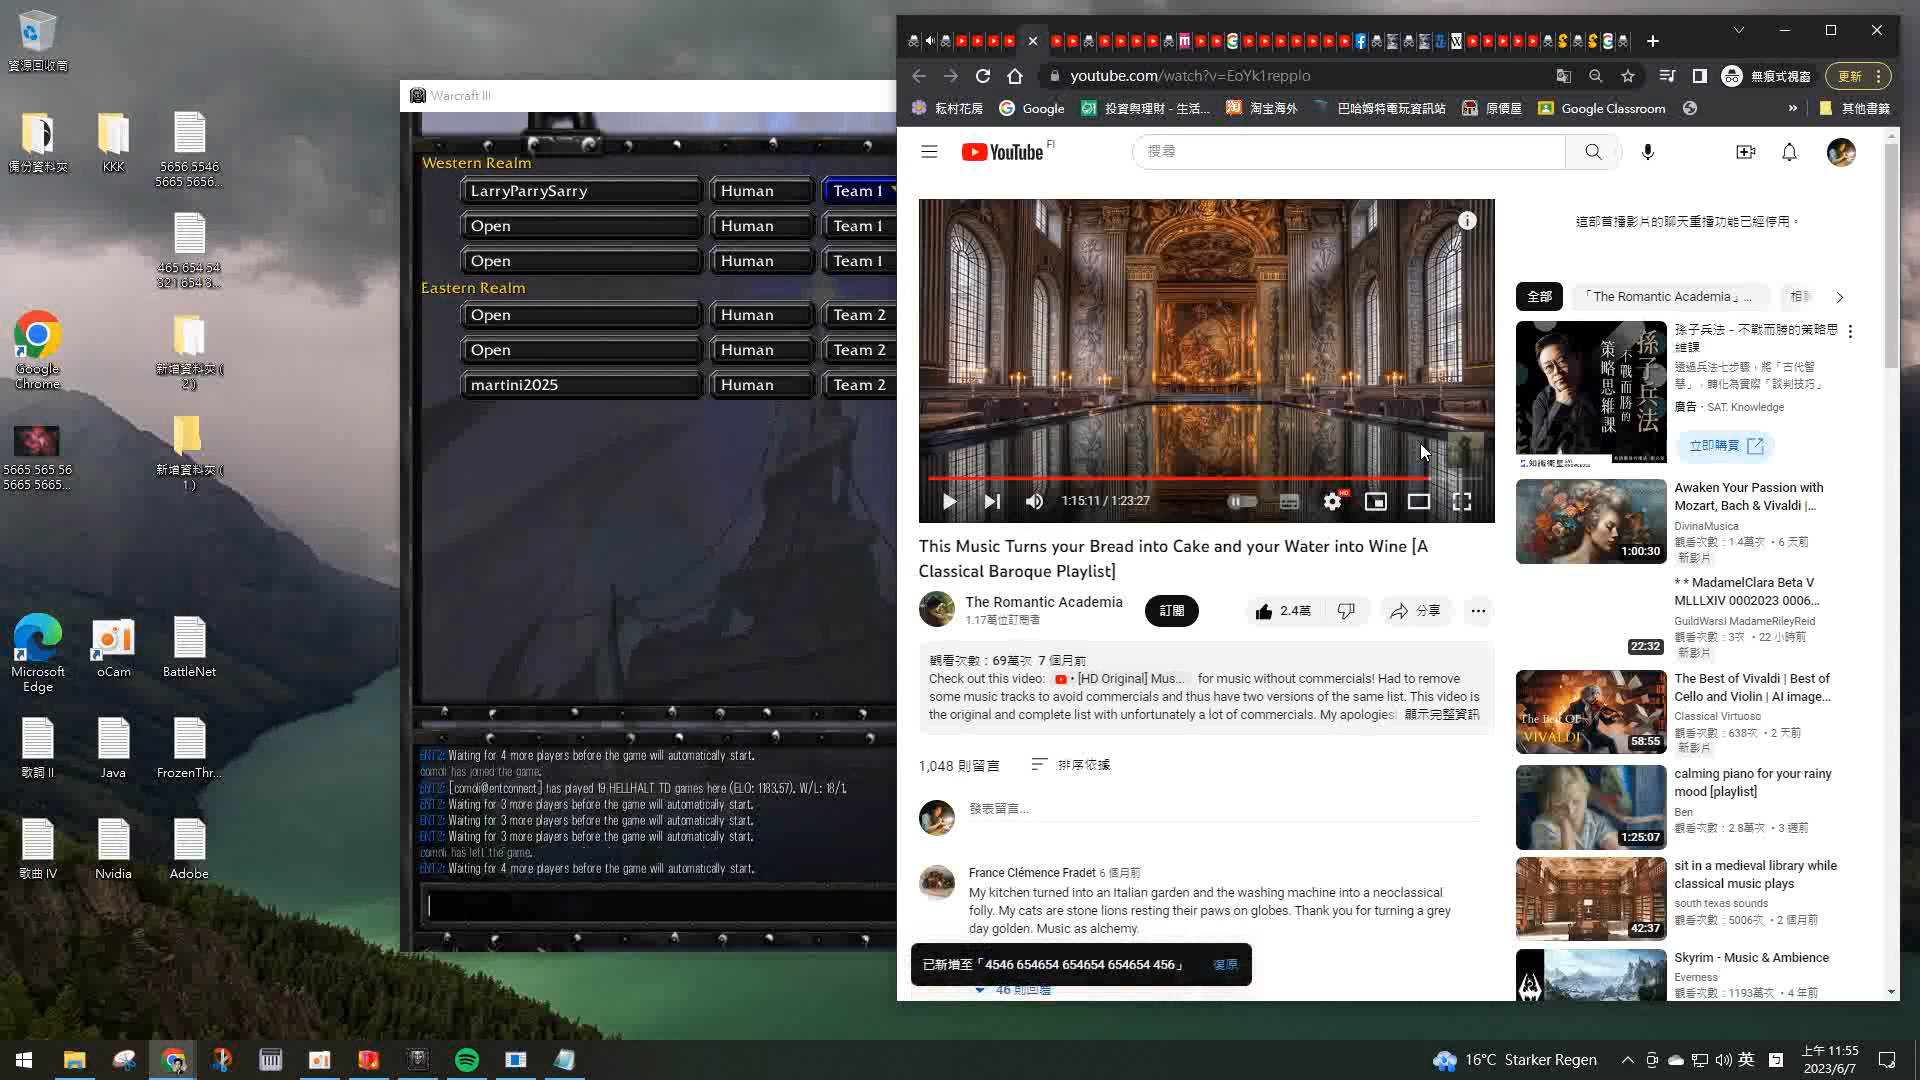 資源回收筒
備份資料夾
KKK
5656 5546
5665 5656...
465 654 54
321 654 3...
Google
Chrome
新增資料夾 (
2 )
5665 565 56
5665 5665...
新增資料夾 (
1 )
Microsoft
Edge
oCam
BattleNet
歌詞 II
Java
FrozenThr...
歌曲 IV
Nvidia
Adobe
Warcraft III
Western Realm
LarryParrySarry Human Team 1
Open Human Team 1
Open Human Team 1
Eastern Realm
Open Human Team 2
Open Human Team 2
martini2025 Human Team 2
ENT2: Waiting for 4 more players before the game will automatically start.
comoli has joined the game.
ENT2: [comoli@entconnect] has played 19 HELLHALT TD games here (ELO: 1183.57). W/L: 18/1.
ENT2: Waiting for 3 more players before the game will automatically start.
ENT2: Waiting for 3 more players before the game will automatically start.
ENT2: Waiting for 3 more players before the game will automatically start.
comoli has left the game.
ENT2: Waiting for 4 more players before the game will automatically start.
youtube.com/watch?v=EoYk1repplo
無痕式視窗
更新
耘村花房
Google
投資與理財 - 生活...
淘宝海外
巴哈姆特電玩資訊站
原價屋
Google Classroom
»
其他書籤
YouTube FI
搜尋
1:15:11 / 1:23:27
HD
This Music Turns your Bread into Cake and your Water into Wine [A
Classical Baroque Playlist]
The Romantic Academia
1.17萬位訂閱者
訂閱
2.4萬
分享
觀看次數：69萬次 7 個月前
Check out this video: • [HD Original] Mus... for music without commercials! Had to remove
some music tracks to avoid commercials and thus have two versions of the same list. This video is
the original and complete list with unfortunately a lot of commercials. My apologies! 顯示完整資訊
1,048 則留言
排序依據
發表留言...
France Clémence Fradet 6 個月前
My kitchen turned into an Italian garden and the washing machine into a neoclassical
folly. My cats are stone lions resting their paws on globes. Thank you for turning a grey
day golden. Music as alchemy.
已新增至「4546 654654 654654 654654 456」
復原
46 則回覆
這部首播影片的聊天重播功能已經停用。
全部
「The Romantic Academia」...
孫子兵法
不戰而勝的
策略思維課
知識衛星 SAT. KNOWLEDGE
孫子兵法 - 不戰而勝的策略思
維課
透過兵法七步驟，將「古代智
慧」，轉化為實際「談判技巧」
廣告・SAT. Knowledge
立即購買
Awaken Your Passion with
Mozart, Bach & Vivaldi |...
DivinaMusica
觀看次數：1.4萬次 • 6 天前
新影片
1:00:30
* * MadamelClara Beta V
MLLLXIV 0002023 0006...
GuildWarsI MadameRileyReid
觀看次數：3次 • 22 小時前
新影片
22:32
The Best of Vivaldi | Best of
Cello and Violin | AI image...
Classical Virtuoso
觀看次數：638次 • 2 天前
新影片
The Best OF
VIVALDI
58:55
calming piano for your rainy
mood [playlist]
Ben
觀看次數：2.8萬次 • 3 週前
1:25:07
sit in a medieval library while
classical music plays
south texas sounds
觀看次數：5006次 • 2 個月前
42:37
Skyrim - Music & Ambience
Everness
觀看次數：1193萬次 • 4 年前
16°C Starker Regen
英
上午 11:55
2023/6/7